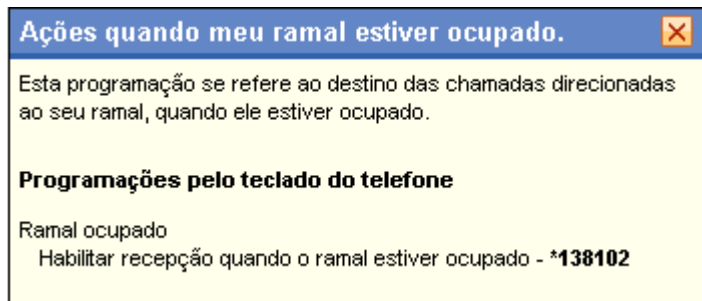 Ações quando meu ramal estiver ocupado.
Esta programação se refere ao destino das chamadas direcionadas
ao seu ramal, quando ele estiver ocupado.
Programações pelo teclado do telefone
Ramal ocupado
Habilitar recepção quando o ramal estiver ocupado - *138102